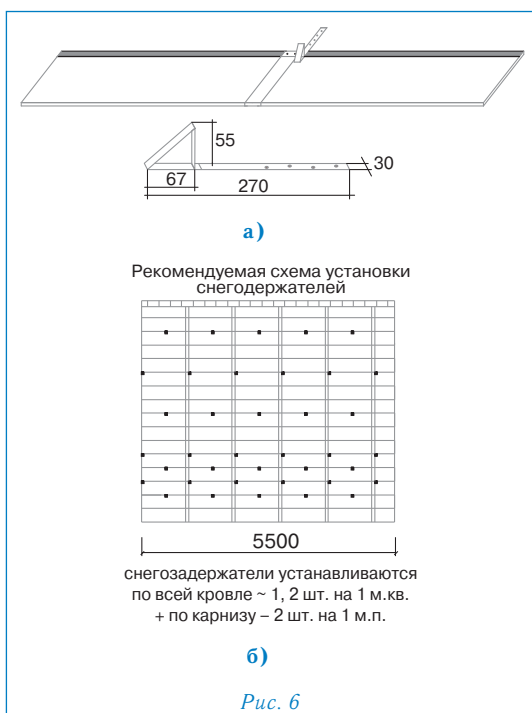 55
67
30
270
а)
Рекомендуемая схема установки
снегодержателей
5500
снегозадержатели устанавливаются
по всей кровле ~ 1, 2 шт. на 1 м.кв.
+ по карнизу – 2 шт. на 1 м.п.
б)
Рис. 6